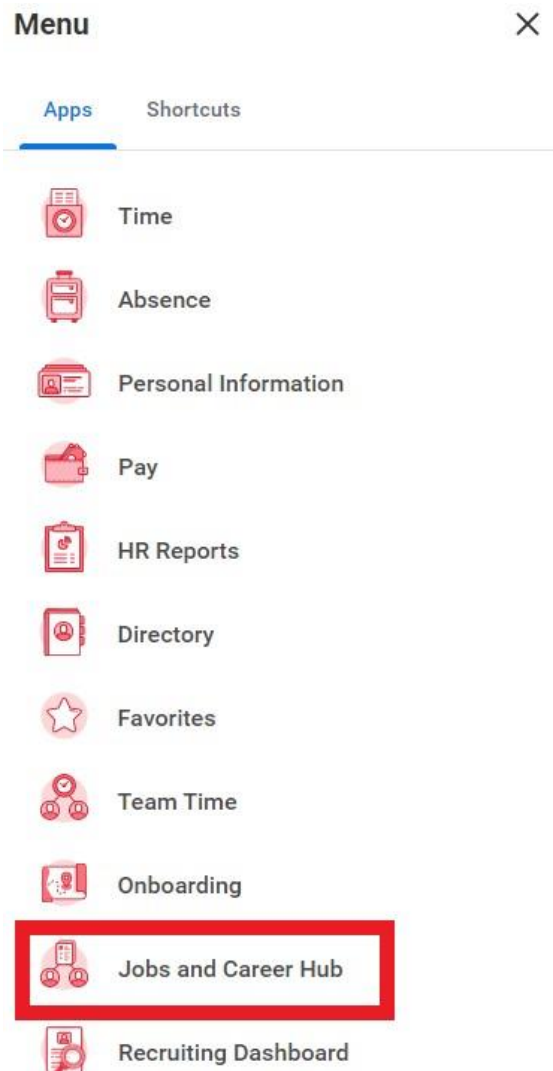 Menu
Apps Shortcuts
Time
Absence
Personal Information
Pay
HR Reports
Directory
Favorites
Team Time
Onboarding
Jobs and Career Hub
Recruiting Dashboard